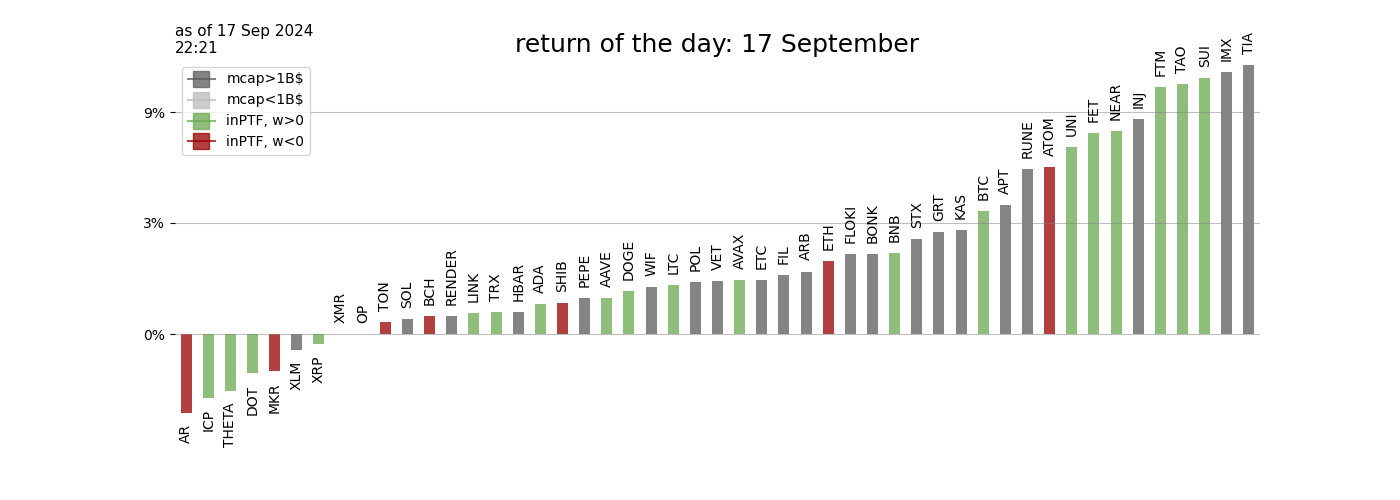 as of 17 Sep 2024
22:21
return of the day: 17 September
mcap>1B$
mcap<1B$
inPTF, w>0
inPTF, w<0
9%
3%
0%
AR
ICP
THETA
DOT
MKR
XLM
XRP
XMR
OP
TON
SOL
BCH
RENDER
LINK
TRX
HBAR
ADA
SHIB
PEPE
AAVE
DOGE
WIF
LTC
POL
VET
AVAX
ETC
FIL
ARB
ETH
FLOKI
BONK
BNB
STX
GRT
KAS
BTC
APT
RUNE
ATOM
UNI
FET
NEAR
INJ
FTM
TAO
SUI
IMX
TIA